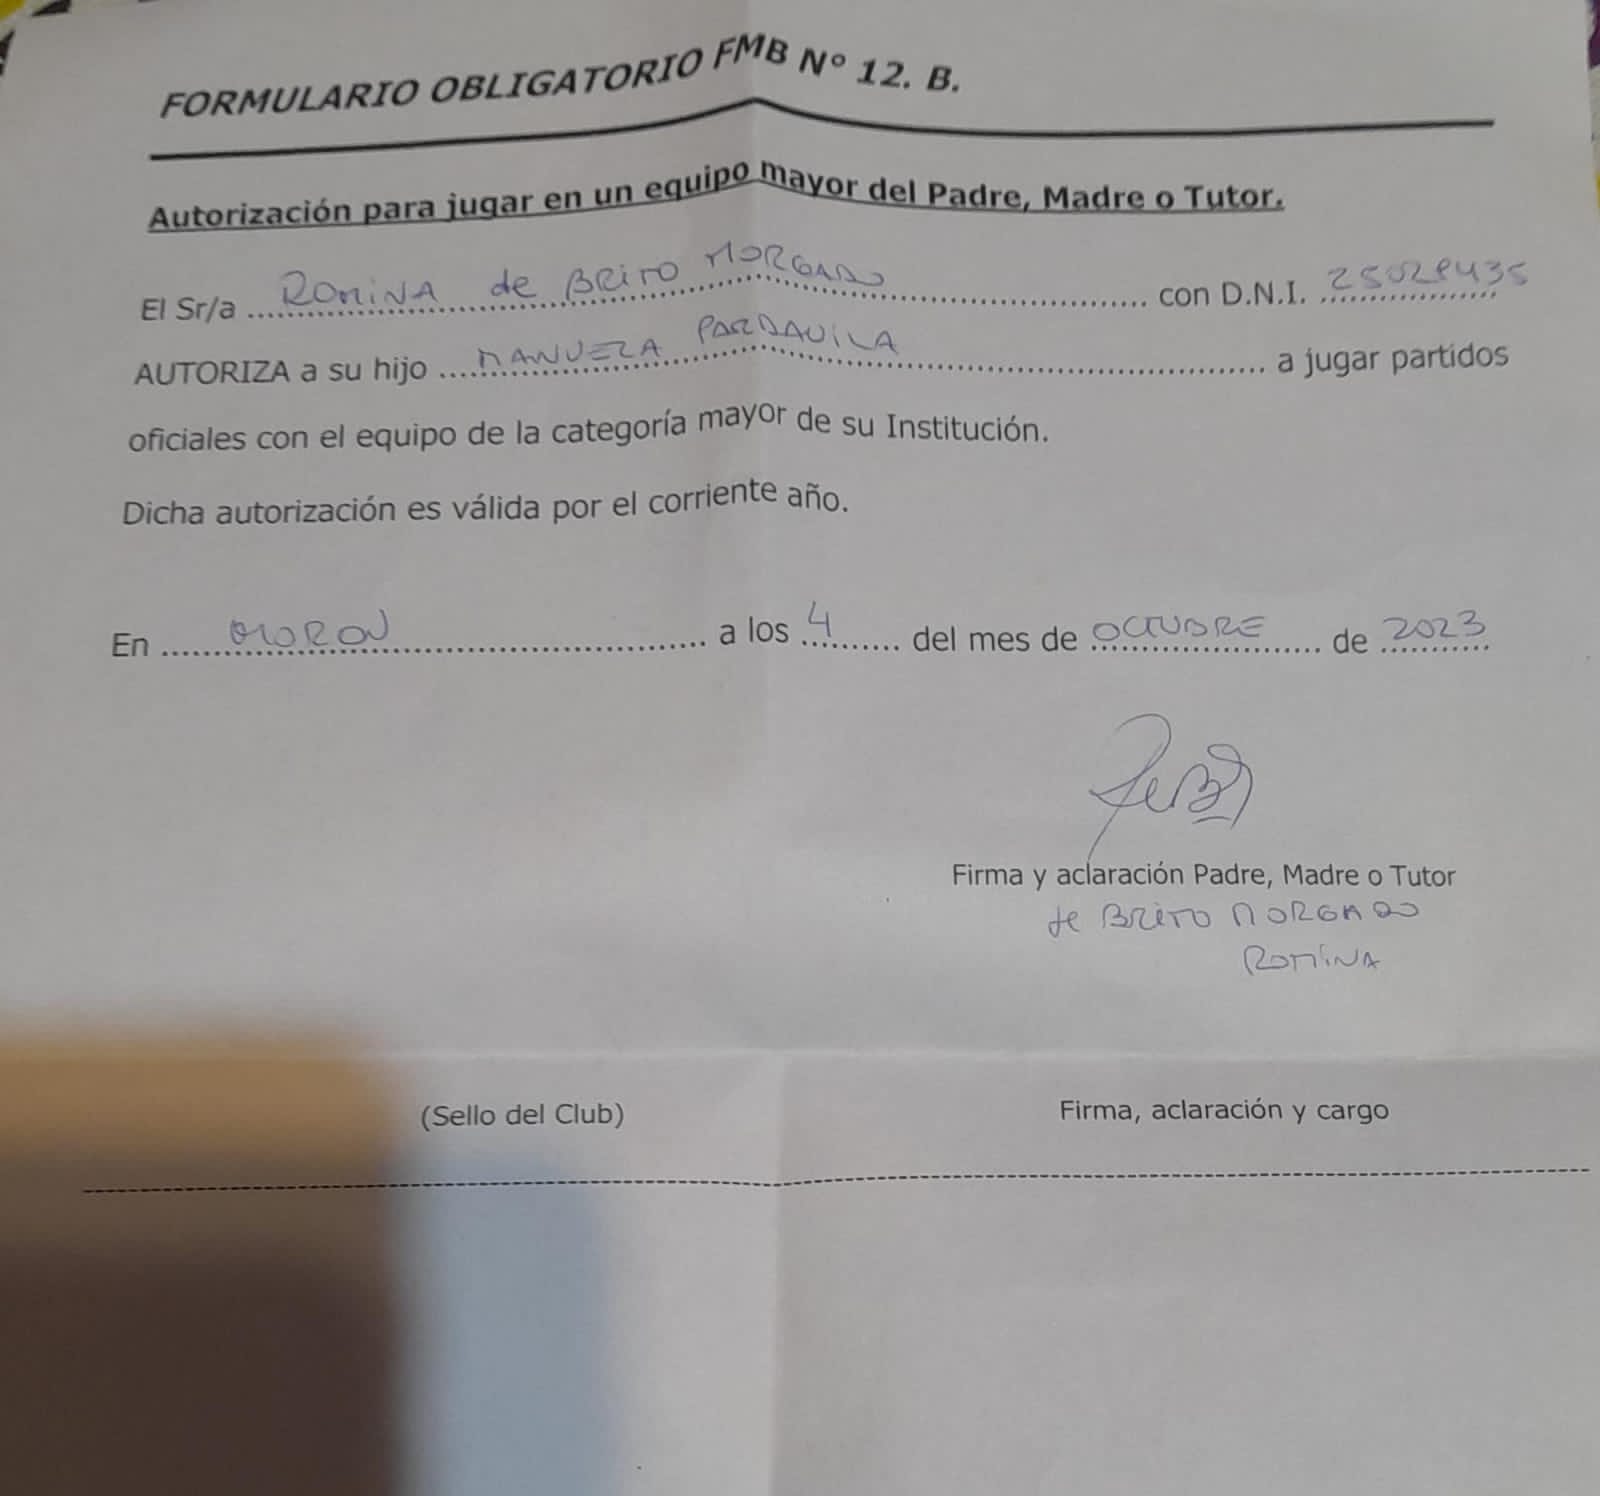 FORMULARIO OBLIGATORIO FMB Nº 12. B.
Autorización para jugar en un equipo mayor del Padre, Madre o Tutor.
El Sr/a ROMINA de BRITO MORGADO con D.N.I. 25029435
AUTORIZA a su hijo MANUELA PARDAVILA a jugar partidos
oficiales con el equipo de la categoría mayor de su Institución.
Dicha autorización es válida por el corriente año.
En MORON a los 4 del mes de OCTUBRE de 2023
Firma y aclaración Padre, Madre o Tutor
de BRITO MORGADO
ROMINA
(Sello del Club) Firma, aclaración y cargo